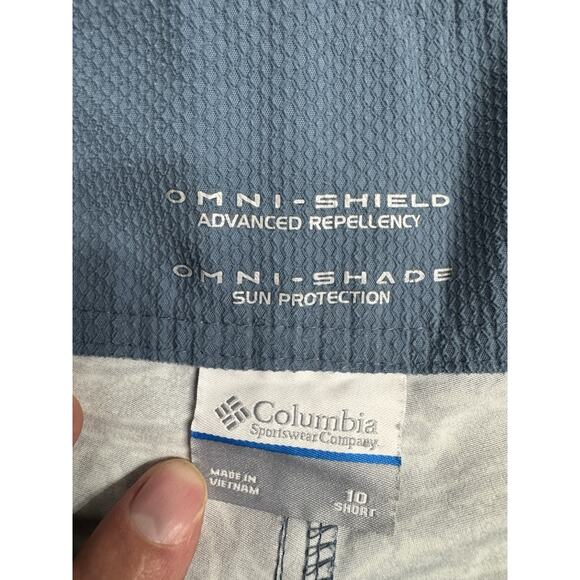 OMNI-SHIELD
ADVANCED REPELLENCY
OMNI-SHADE
SUN PROTECTION
Columbia
Sportswear Company
MADE IN
VIETNAM
10
SHORT